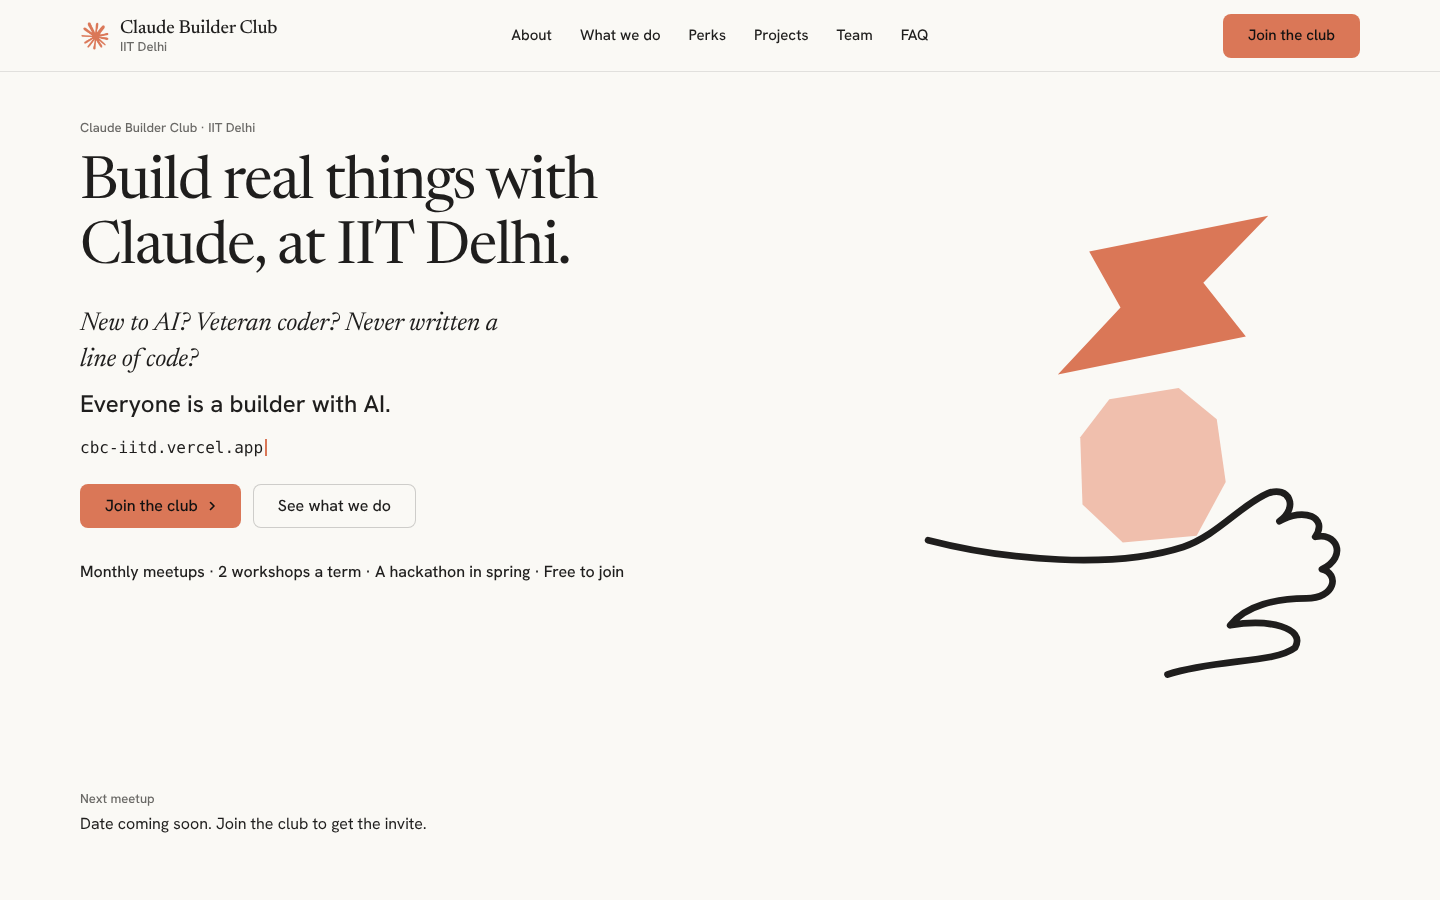 Claude Builder Club
IIT Delhi
About
What we do
Perks
Projects
Team
FAQ
Join the club
Claude Builder Club · IIT Delhi
Build real things with
Claude, at IIT Delhi.
New to AI? Veteran coder? Never written a
line of code?
Everyone is a builder with AI.
cbc-iitd.vercel.app
Join the club
See what we do
Monthly meetups · 2 workshops a term · A hackathon in spring · Free to join
Next meetup
Date coming soon. Join the club to get the invite.